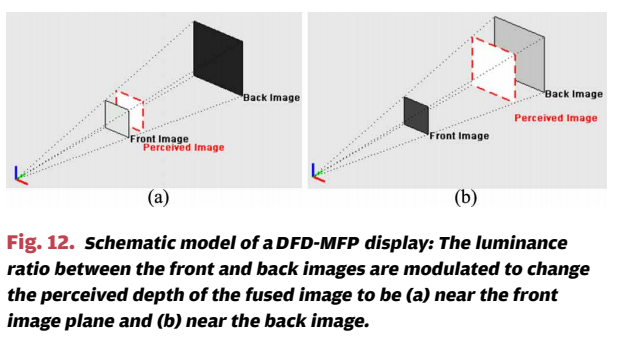 Back Image
Front Image
Perceived Image
(a)
Back Image
Perceived Image
Front Image
(b)
Fig. 12. Schematic model of a DFD-MFP display: The luminance
ratio between the front and back images are modulated to change
the perceived depth of the fused image to be (a) near the front
image plane and (b) near the back image.